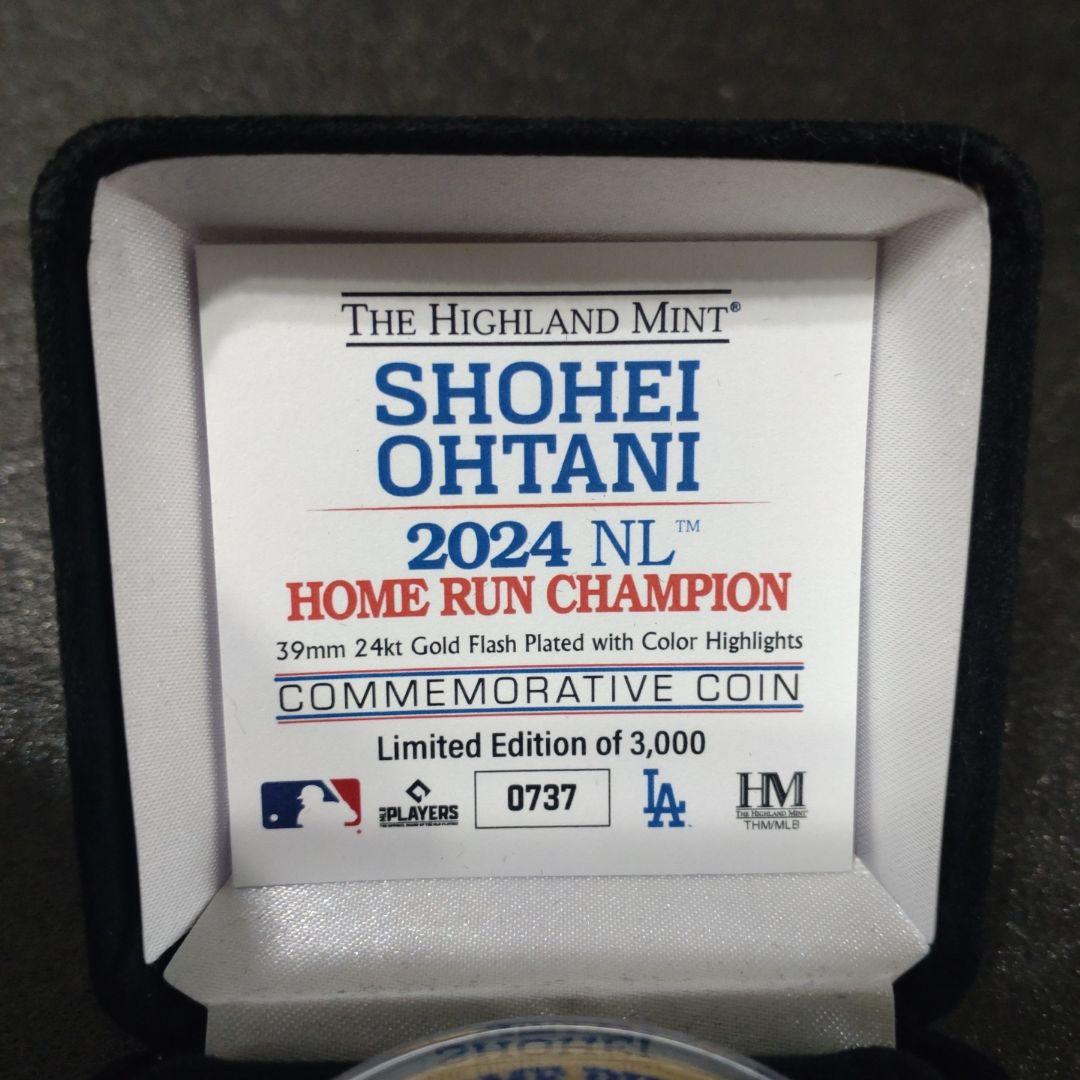 THE HIGHLAND MINT®
SHOHEI
OHTANI
2024 NL™
HOME RUN CHAMPION
39mm 24kt Gold Flash Plated with Color Highlights
COMMEMORATIVE COIN
Limited Edition of 3,000
PLAYERS
0737
LA
HM
THE HIGHLAND MINT
THM/MLB
SHOHEI